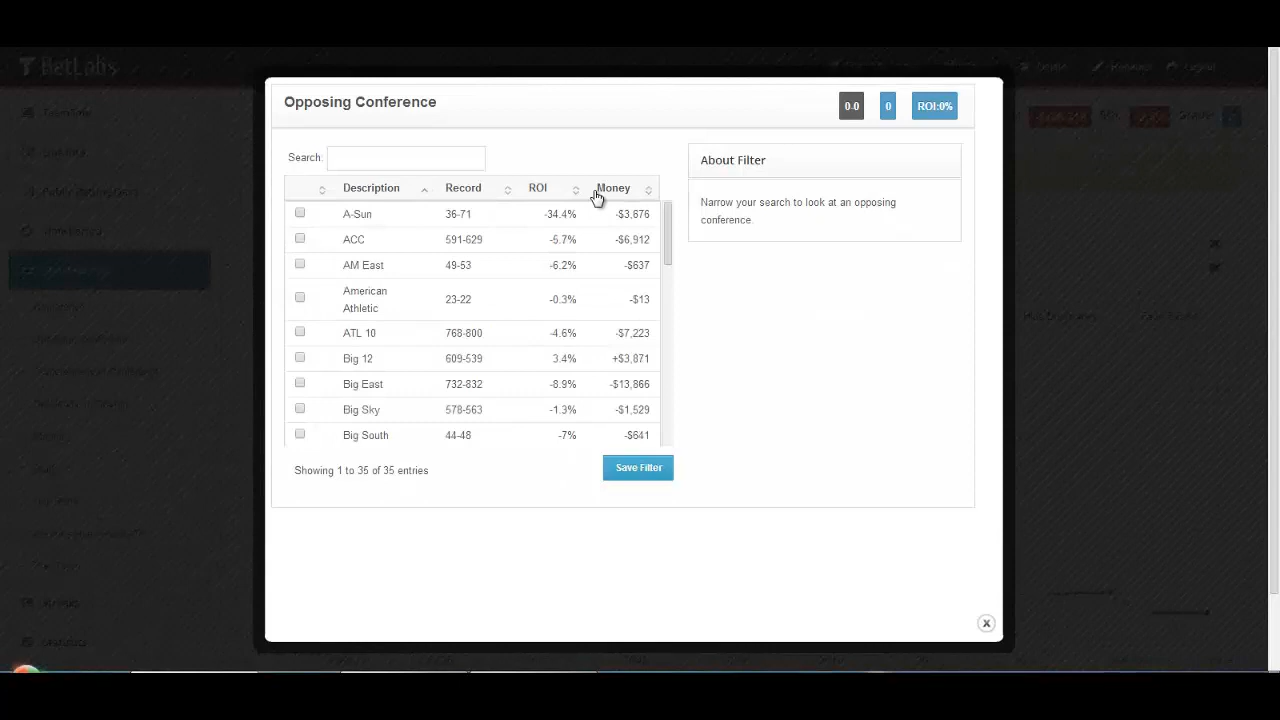 BetLabs
Opposing Conference
0-0
0
ROI:0%
Search:
Description Record ROI Money
A-Sun 36-71 -34.4% -$3,676
ACC 591-629 -5.7% -$6,912
AM East 49-53 -6.2% -$637
American
Athletic 23-22 -0.3% -$13
ATL 10 768-800 -4.6% -$7,223
Big 12 609-539 3.4% +$3,871
Big East 732-832 -8.9% -$13,866
Big Sky 578-563 -1.3% -$1,529
Big South 44-48 -7% -$641
Showing 1 to 35 of 35 entries
Save Filter
About Filter
Narrow your search to look at an opposing
conference.
X